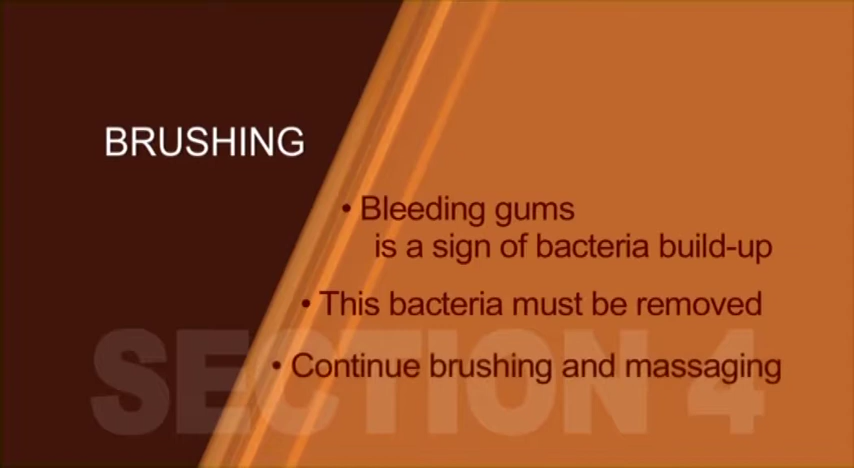 BRUSHING
• Bleeding gums
is a sign of bacteria build-up
• This bacteria must be removed
• Continue brushing and massaging
SECTION 4